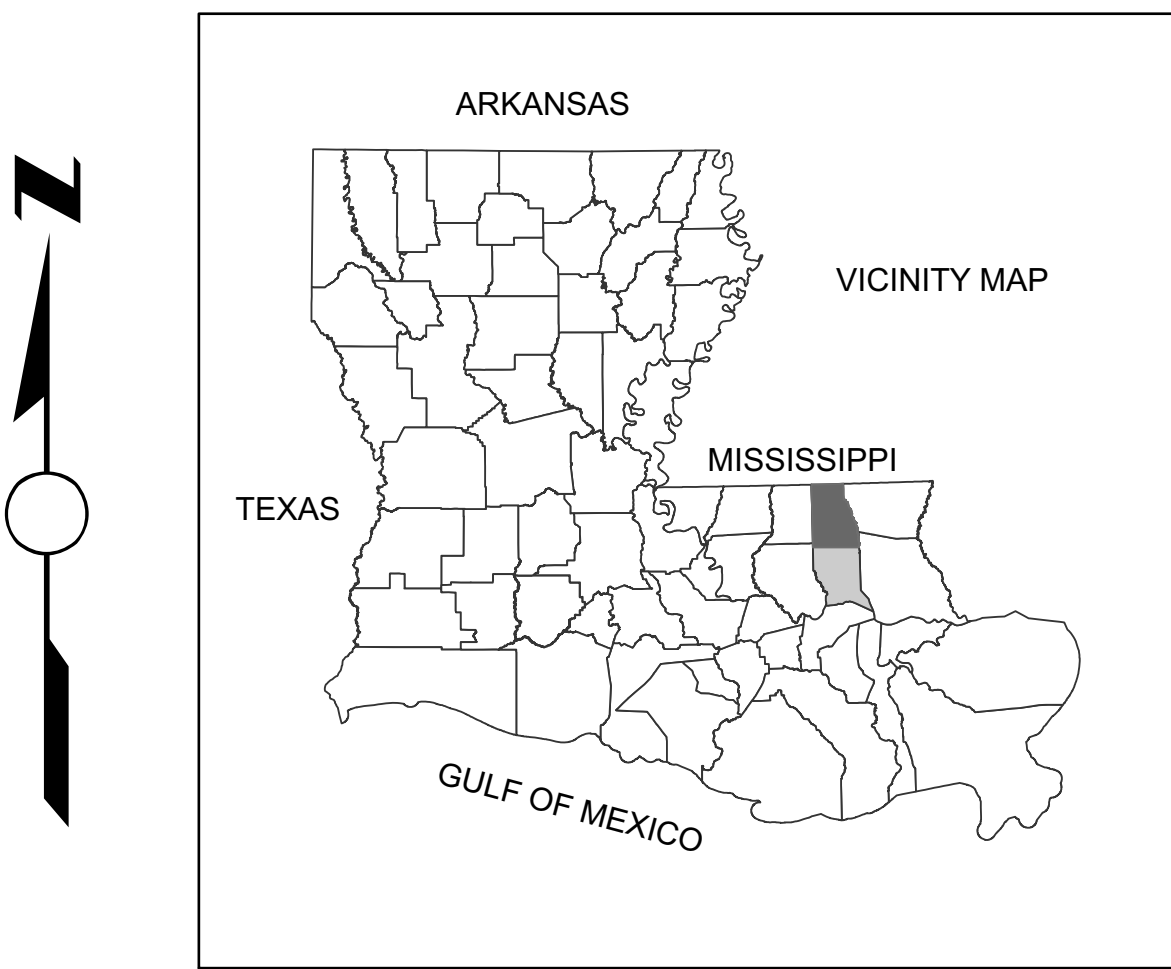 N
ARKANSAS
VICINITY MAP
MISSISSIPPI
TEXAS
GULF OF MEXICO